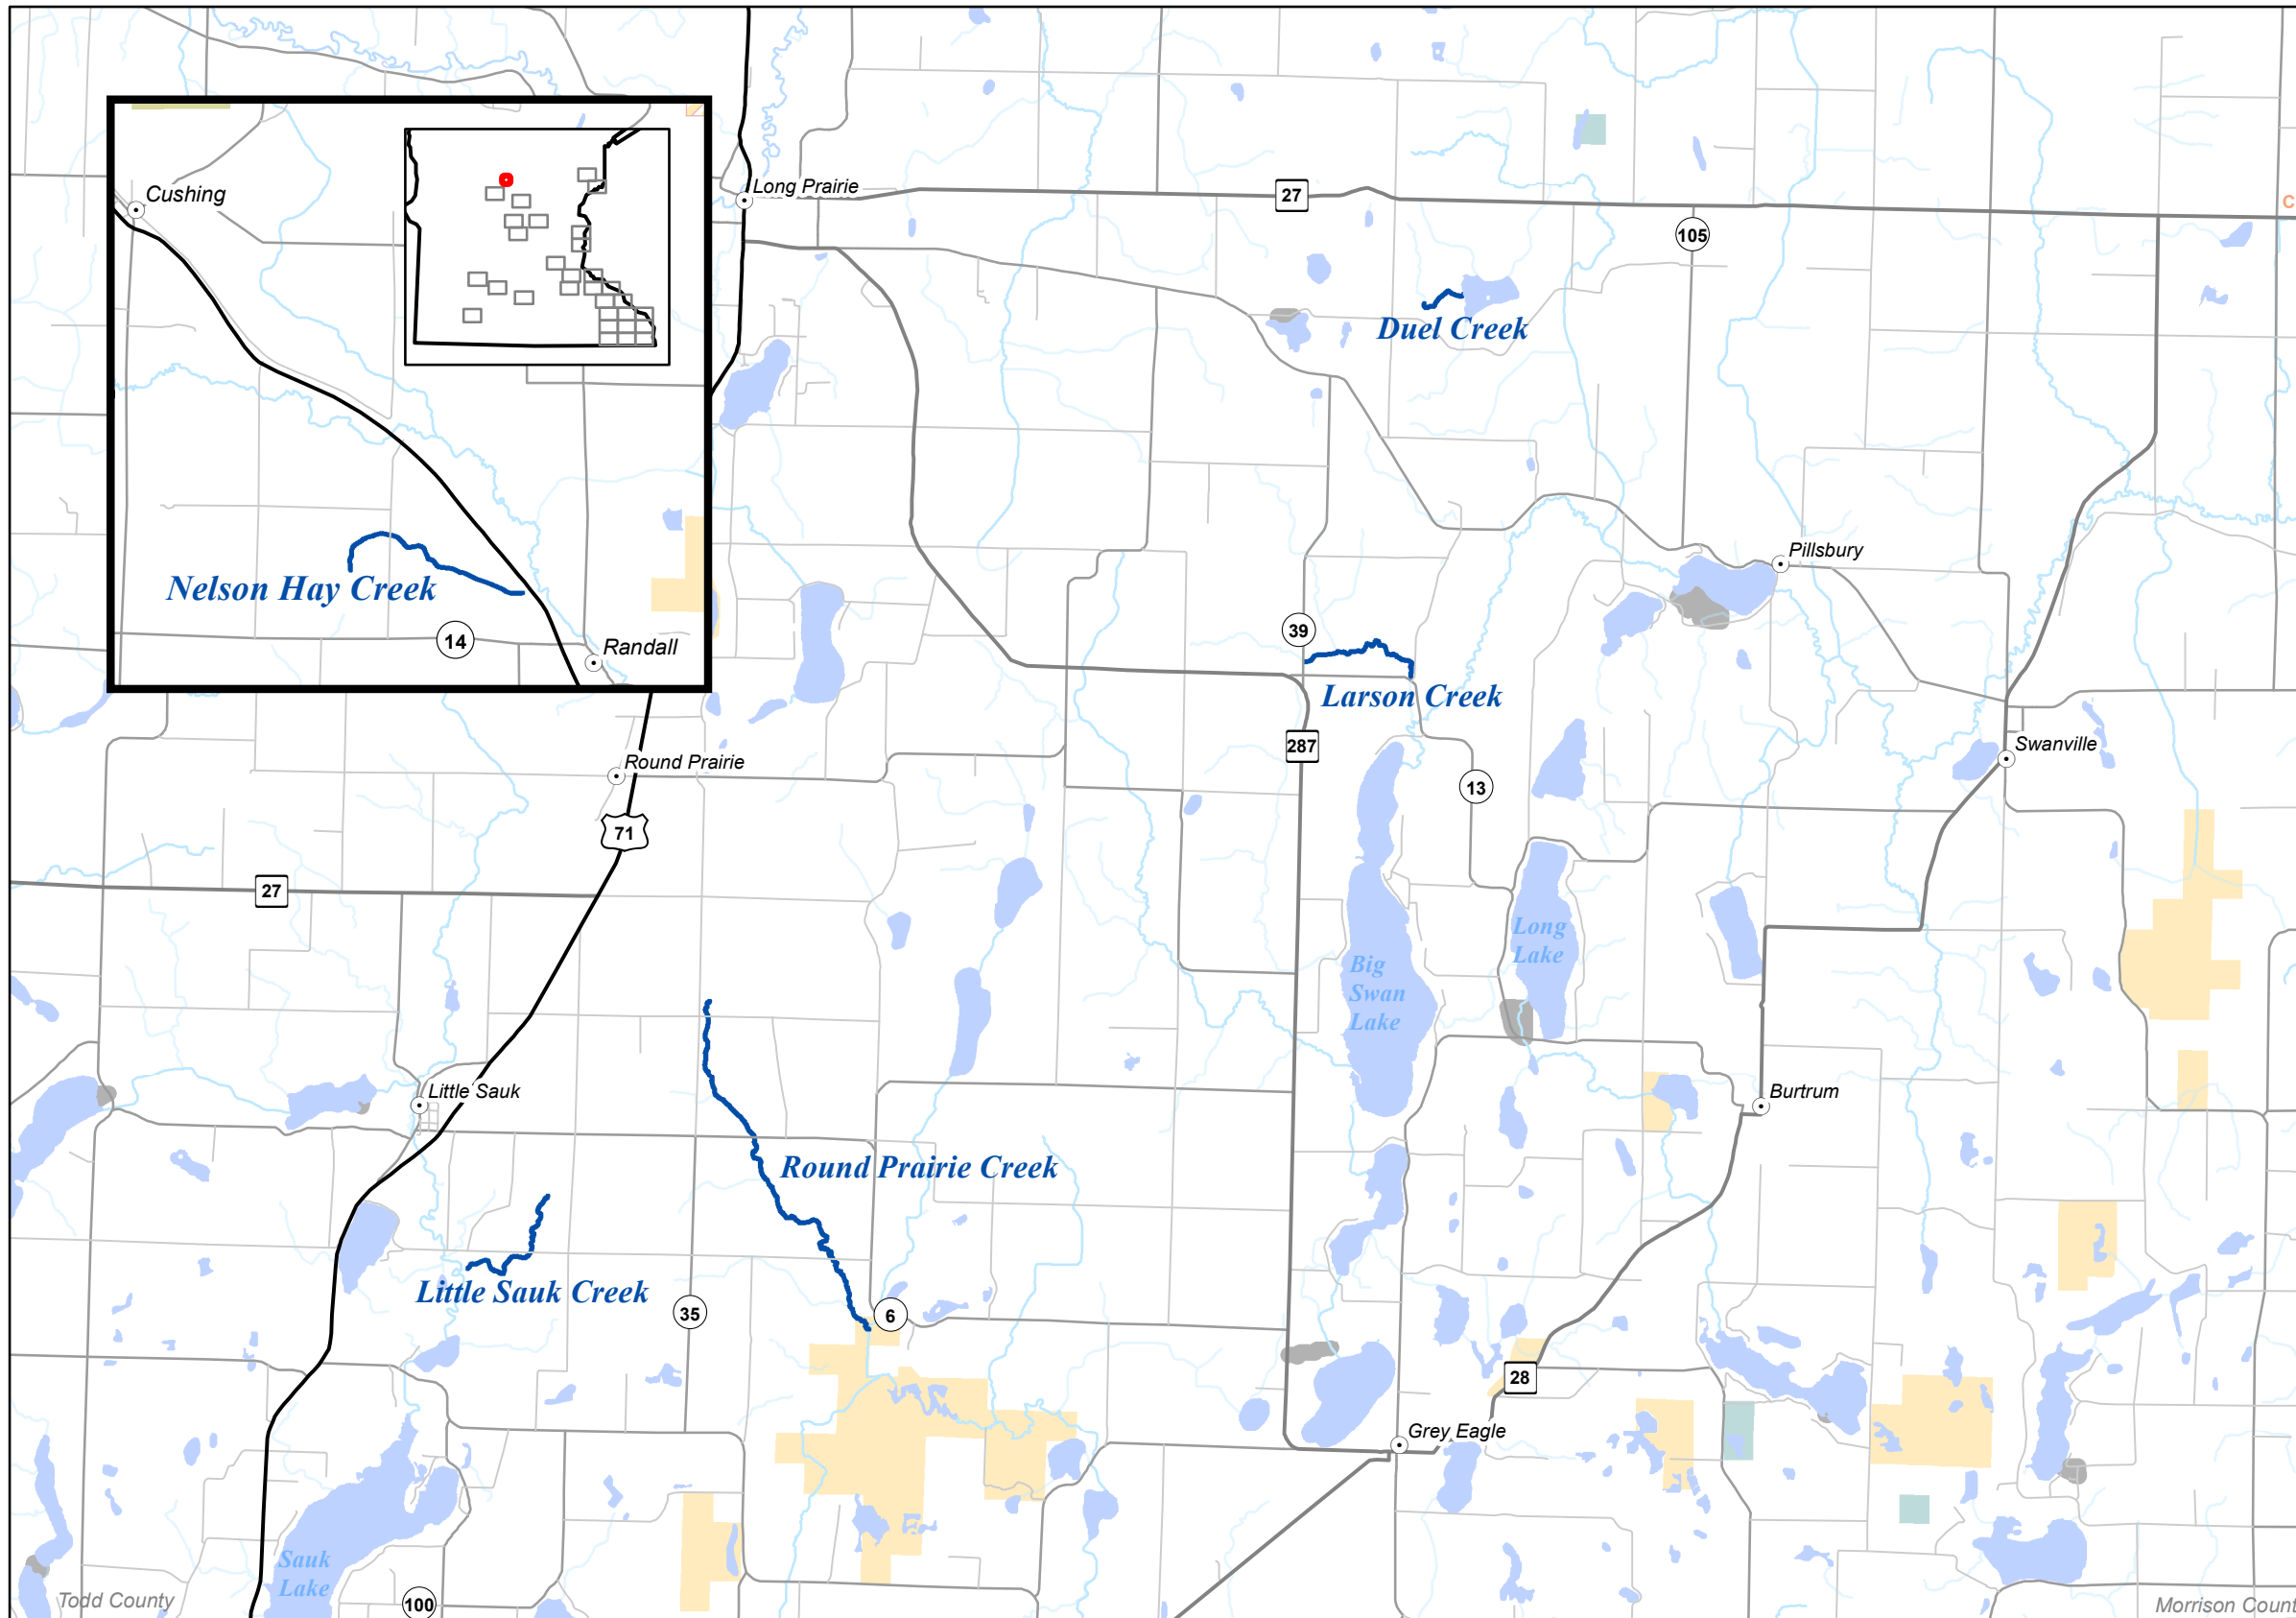 Cushing
Nelson Hay Creek
14
Randall
Long Prairie
27
105
C
Duel Creek
Pillsbury
39
Larson Creek
287
13
Swanville
Round Prairie
71
27
Long
Lake
Big
Swan
Lake
Little Sauk
Burtrum
Round Prairie Creek
Little Sauk Creek
35
6
28
Grey Eagle
Sauk
Lake
Todd County
100
Morrison Count